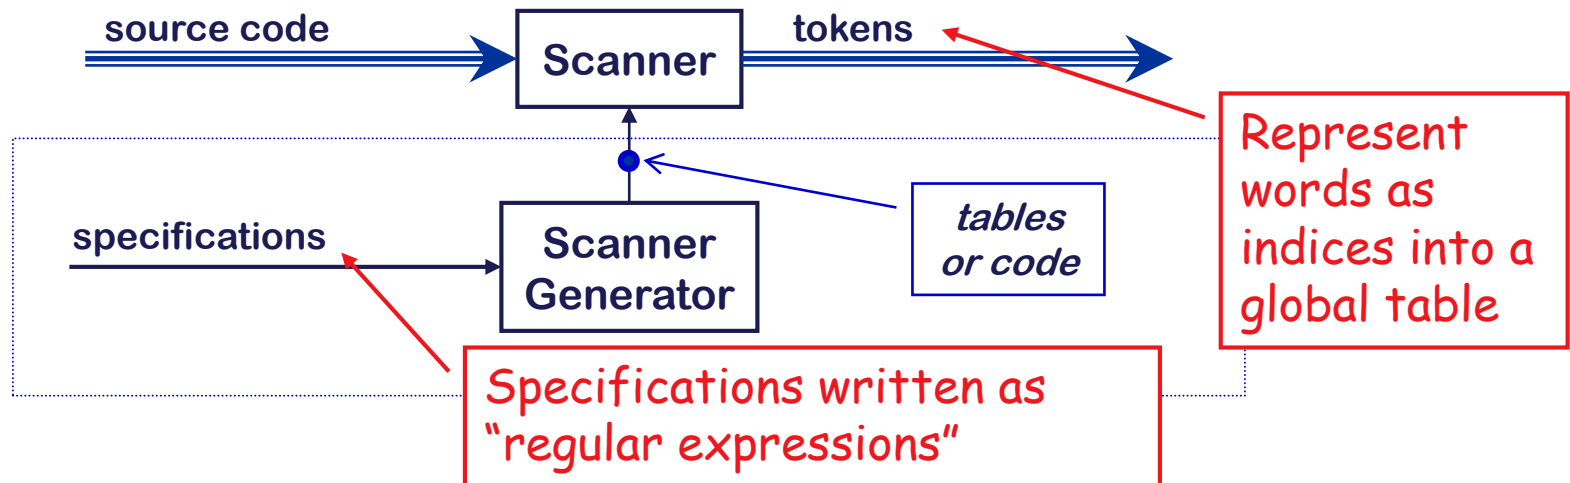 source code
Scanner
tokens
Represent
words as
indices into a
global table
specifications
Scanner
Generator
tables
or code
Specifications written as
“regular expressions”